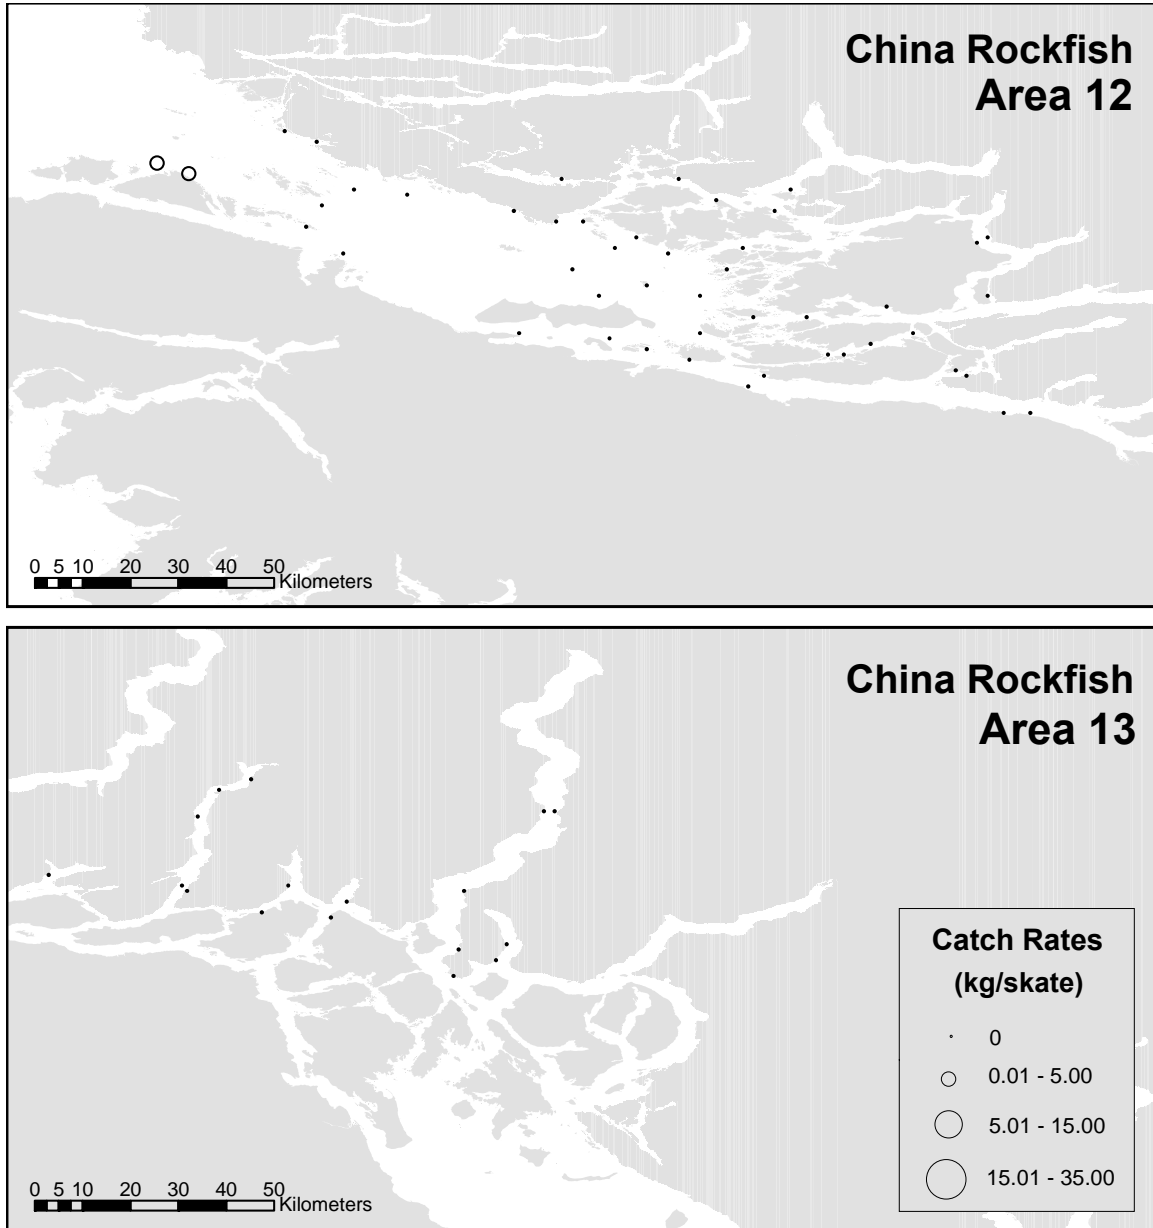 China Rockfish
Area 12
0 5 10 20 30 40 50
Kilometers
China Rockfish
Area 13
Catch Rates
(kg/skate)
0
0.01 - 5.00
5.01 - 15.00
15.01 - 35.00
0 5 10 20 30 40 50
Kilometers